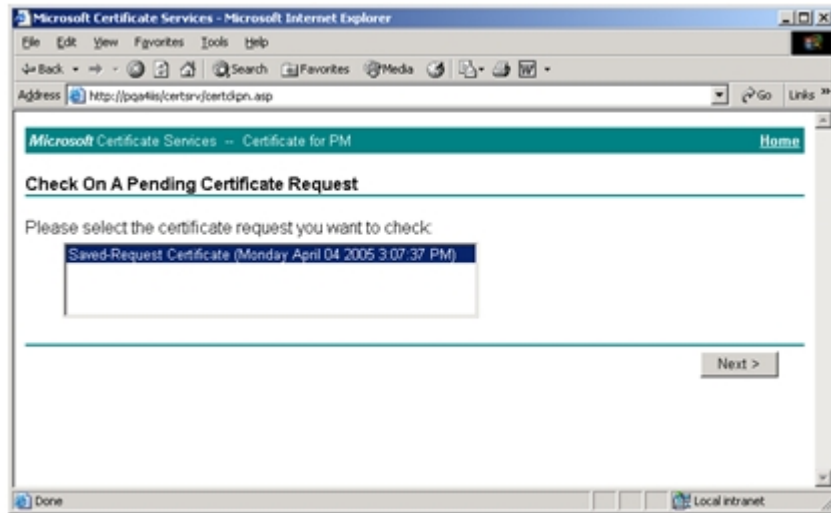 Microsoft Certificate Services - Microsoft Internet Explorer
File Edit View Favorites Tools Help
Back Search Favorites Media
Address http://pqa4iis/certsrv/certckpn.asp Go Links »
Microsoft Certificate Services -- Certificate for PM Home
Check On A Pending Certificate Request
Please select the certificate request you want to check:
Saved-Request Certificate (Monday April 04 2005 3:07:37 PM)
Next >
Done Local intranet